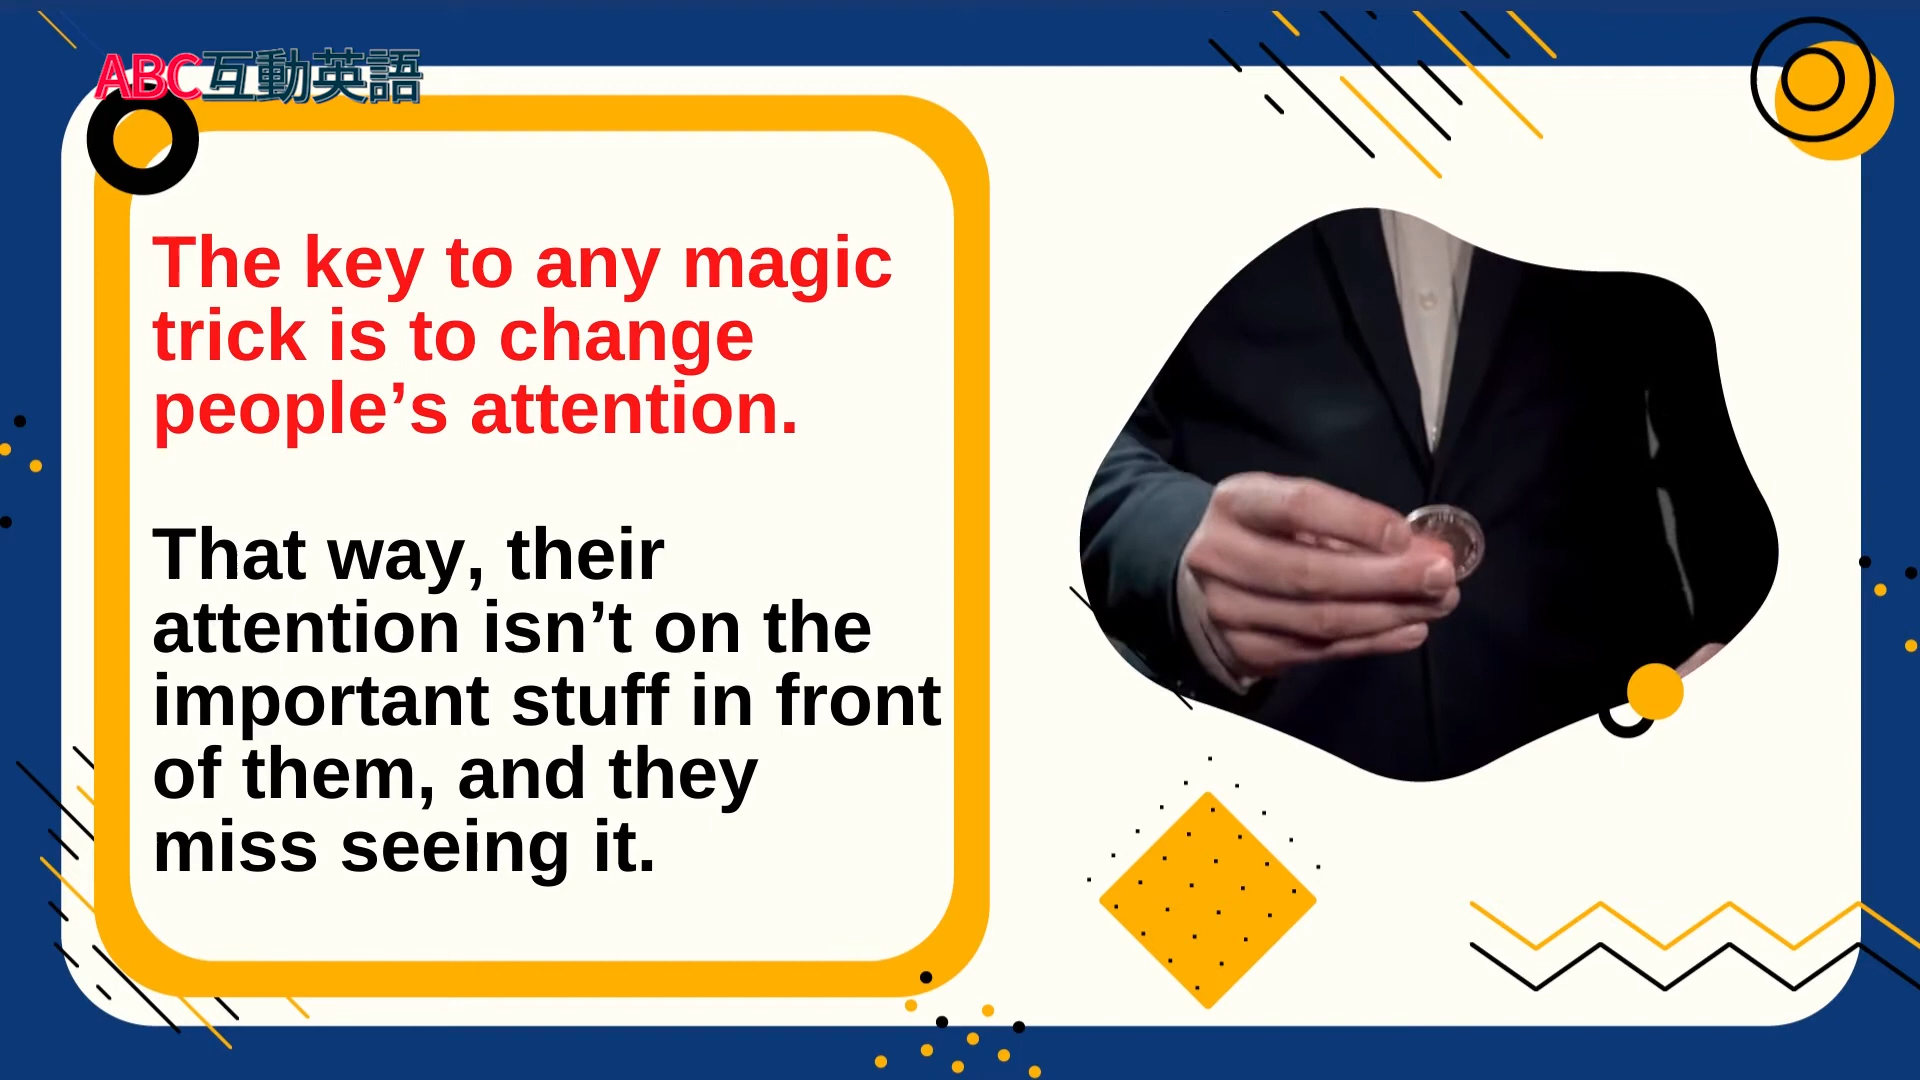 ABC互動英語
The key to any magic
trick is to change
people’s attention.
That way, their
attention isn’t on the
important stuff in front
of them, and they
miss seeing it.